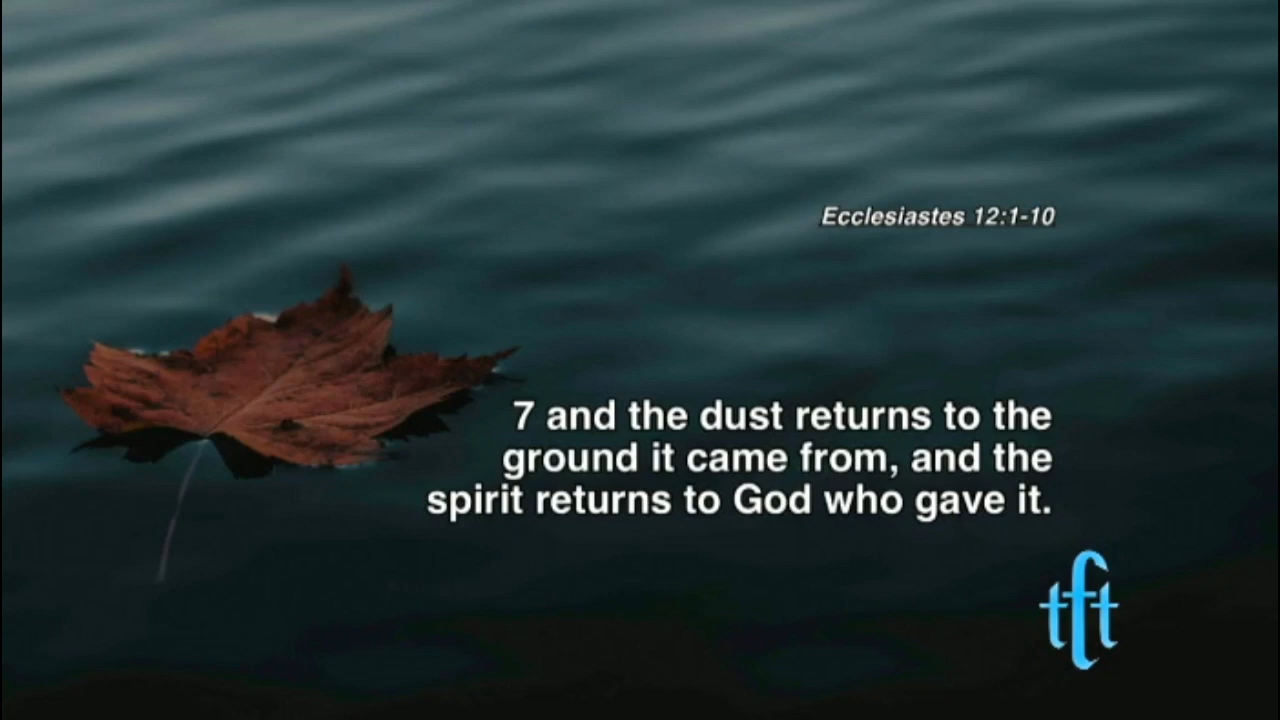 Ecclesiastes 12:1-10
7 and the dust returns to the
ground it came from, and the
spirit returns to God who gave it.
tft